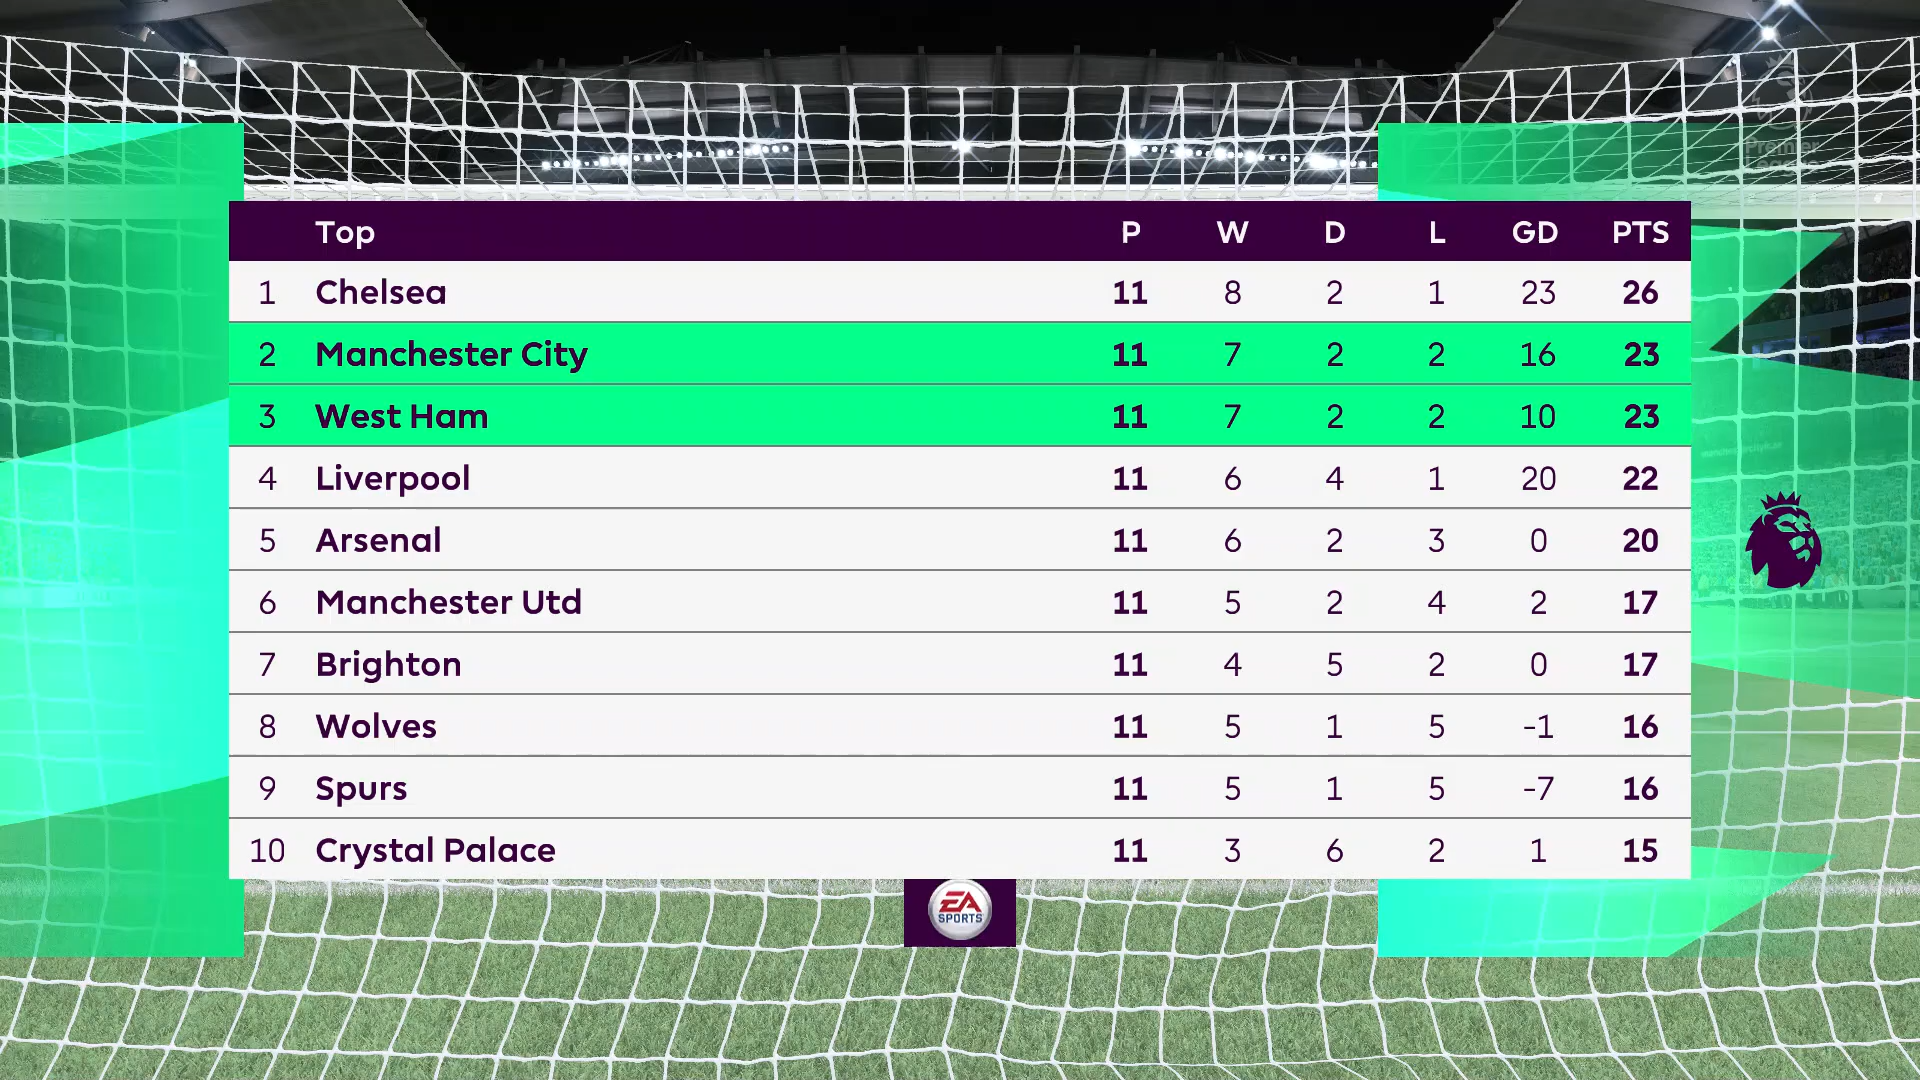 Top P W D L GD PTS
1 Chelsea 11 8 2 1 23 26
2 Manchester City 11 7 2 2 16 23
3 West Ham 11 7 2 2 10 23
4 Liverpool 11 6 4 1 20 22
5 Arsenal 11 6 2 3 0 20
6 Manchester Utd 11 5 2 4 2 17
7 Brighton 11 4 5 2 0 17
8 Wolves 11 5 1 5 -1 16
9 Spurs 11 5 1 5 -7 16
10 Crystal Palace 11 3 6 2 1 15
EA
SPORTS
Premier
League